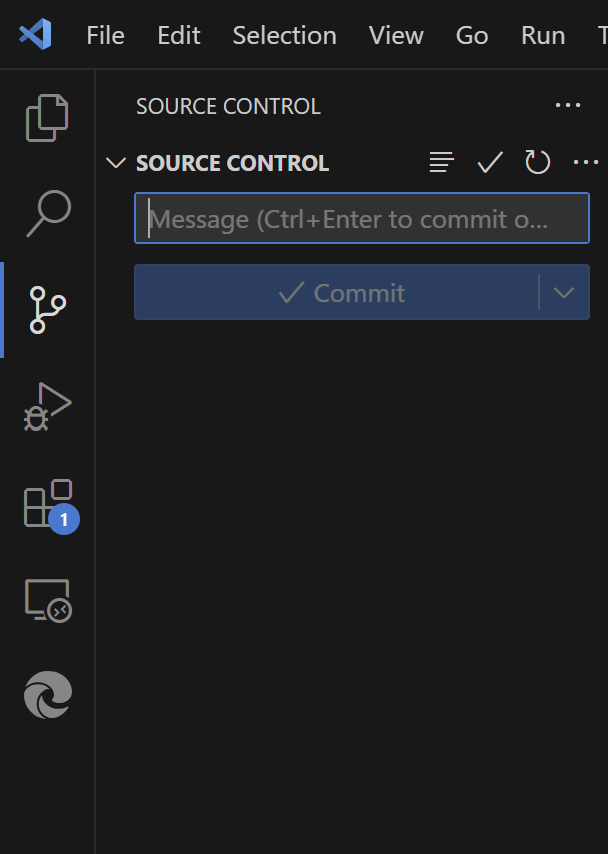 File Edit Selection View Go Run
SOURCE CONTROL ...
SOURCE CONTROL ...
Message (Ctrl+Enter to commit o...
Commit
1